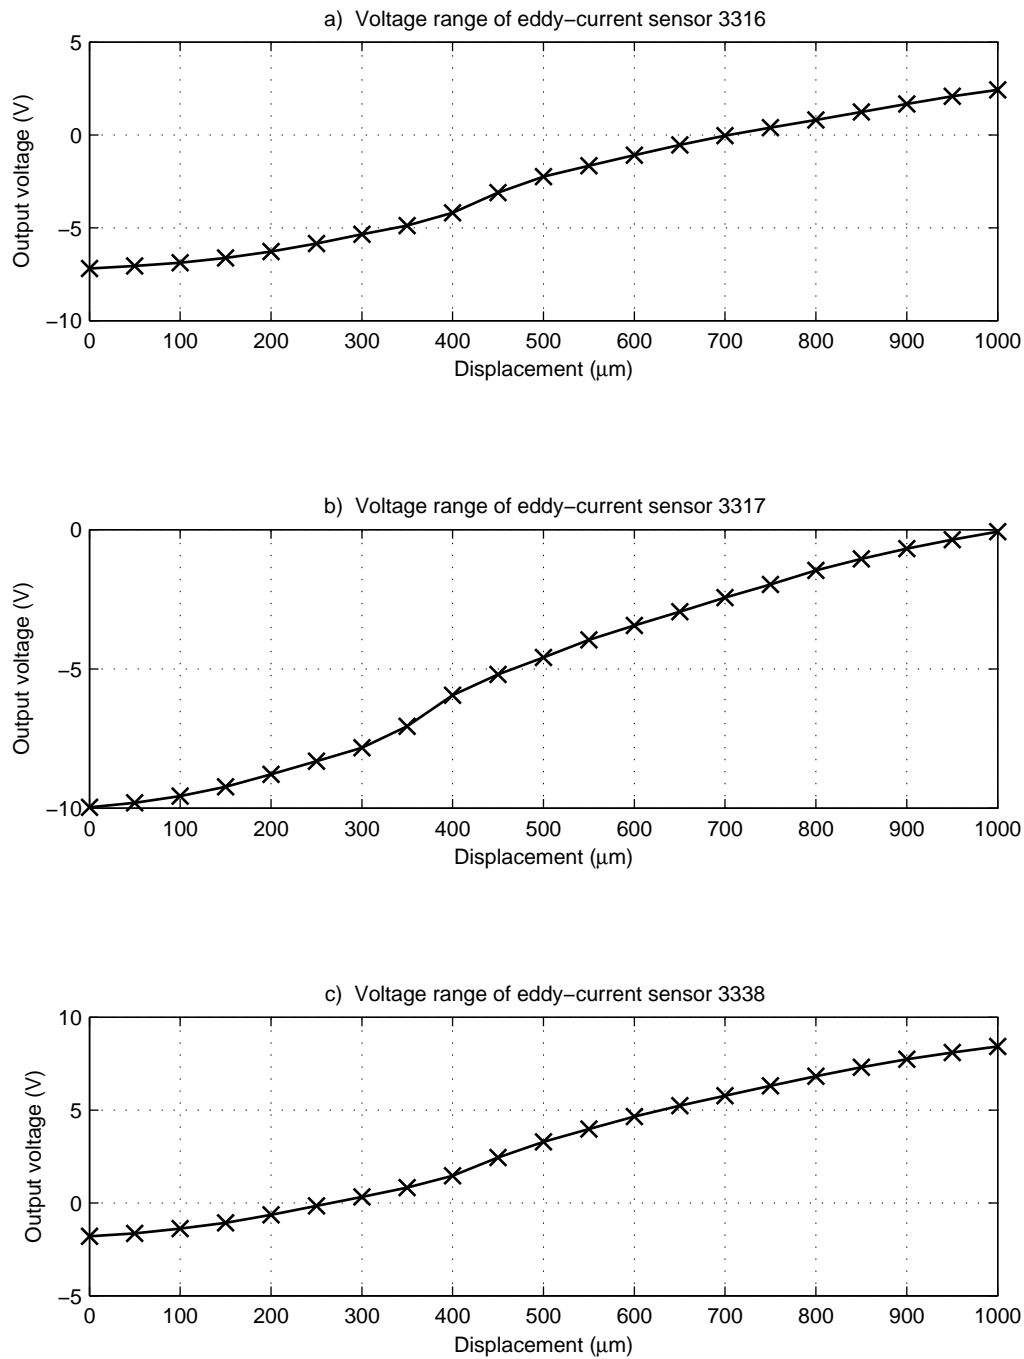 a) Voltage range of eddy−current sensor 3316
5
0
−5
−10
Output voltage (V)
0 100 200 300 400 500 600 700 800 900 1000
Displacement (μm)
b) Voltage range of eddy−current sensor 3317
0
−5
−10
Output voltage (V)
0 100 200 300 400 500 600 700 800 900 1000
Displacement (μm)
c) Voltage range of eddy−current sensor 3338
10
5
0
−5
Output voltage (V)
0 100 200 300 400 500 600 700 800 900 1000
Displacement (μm)